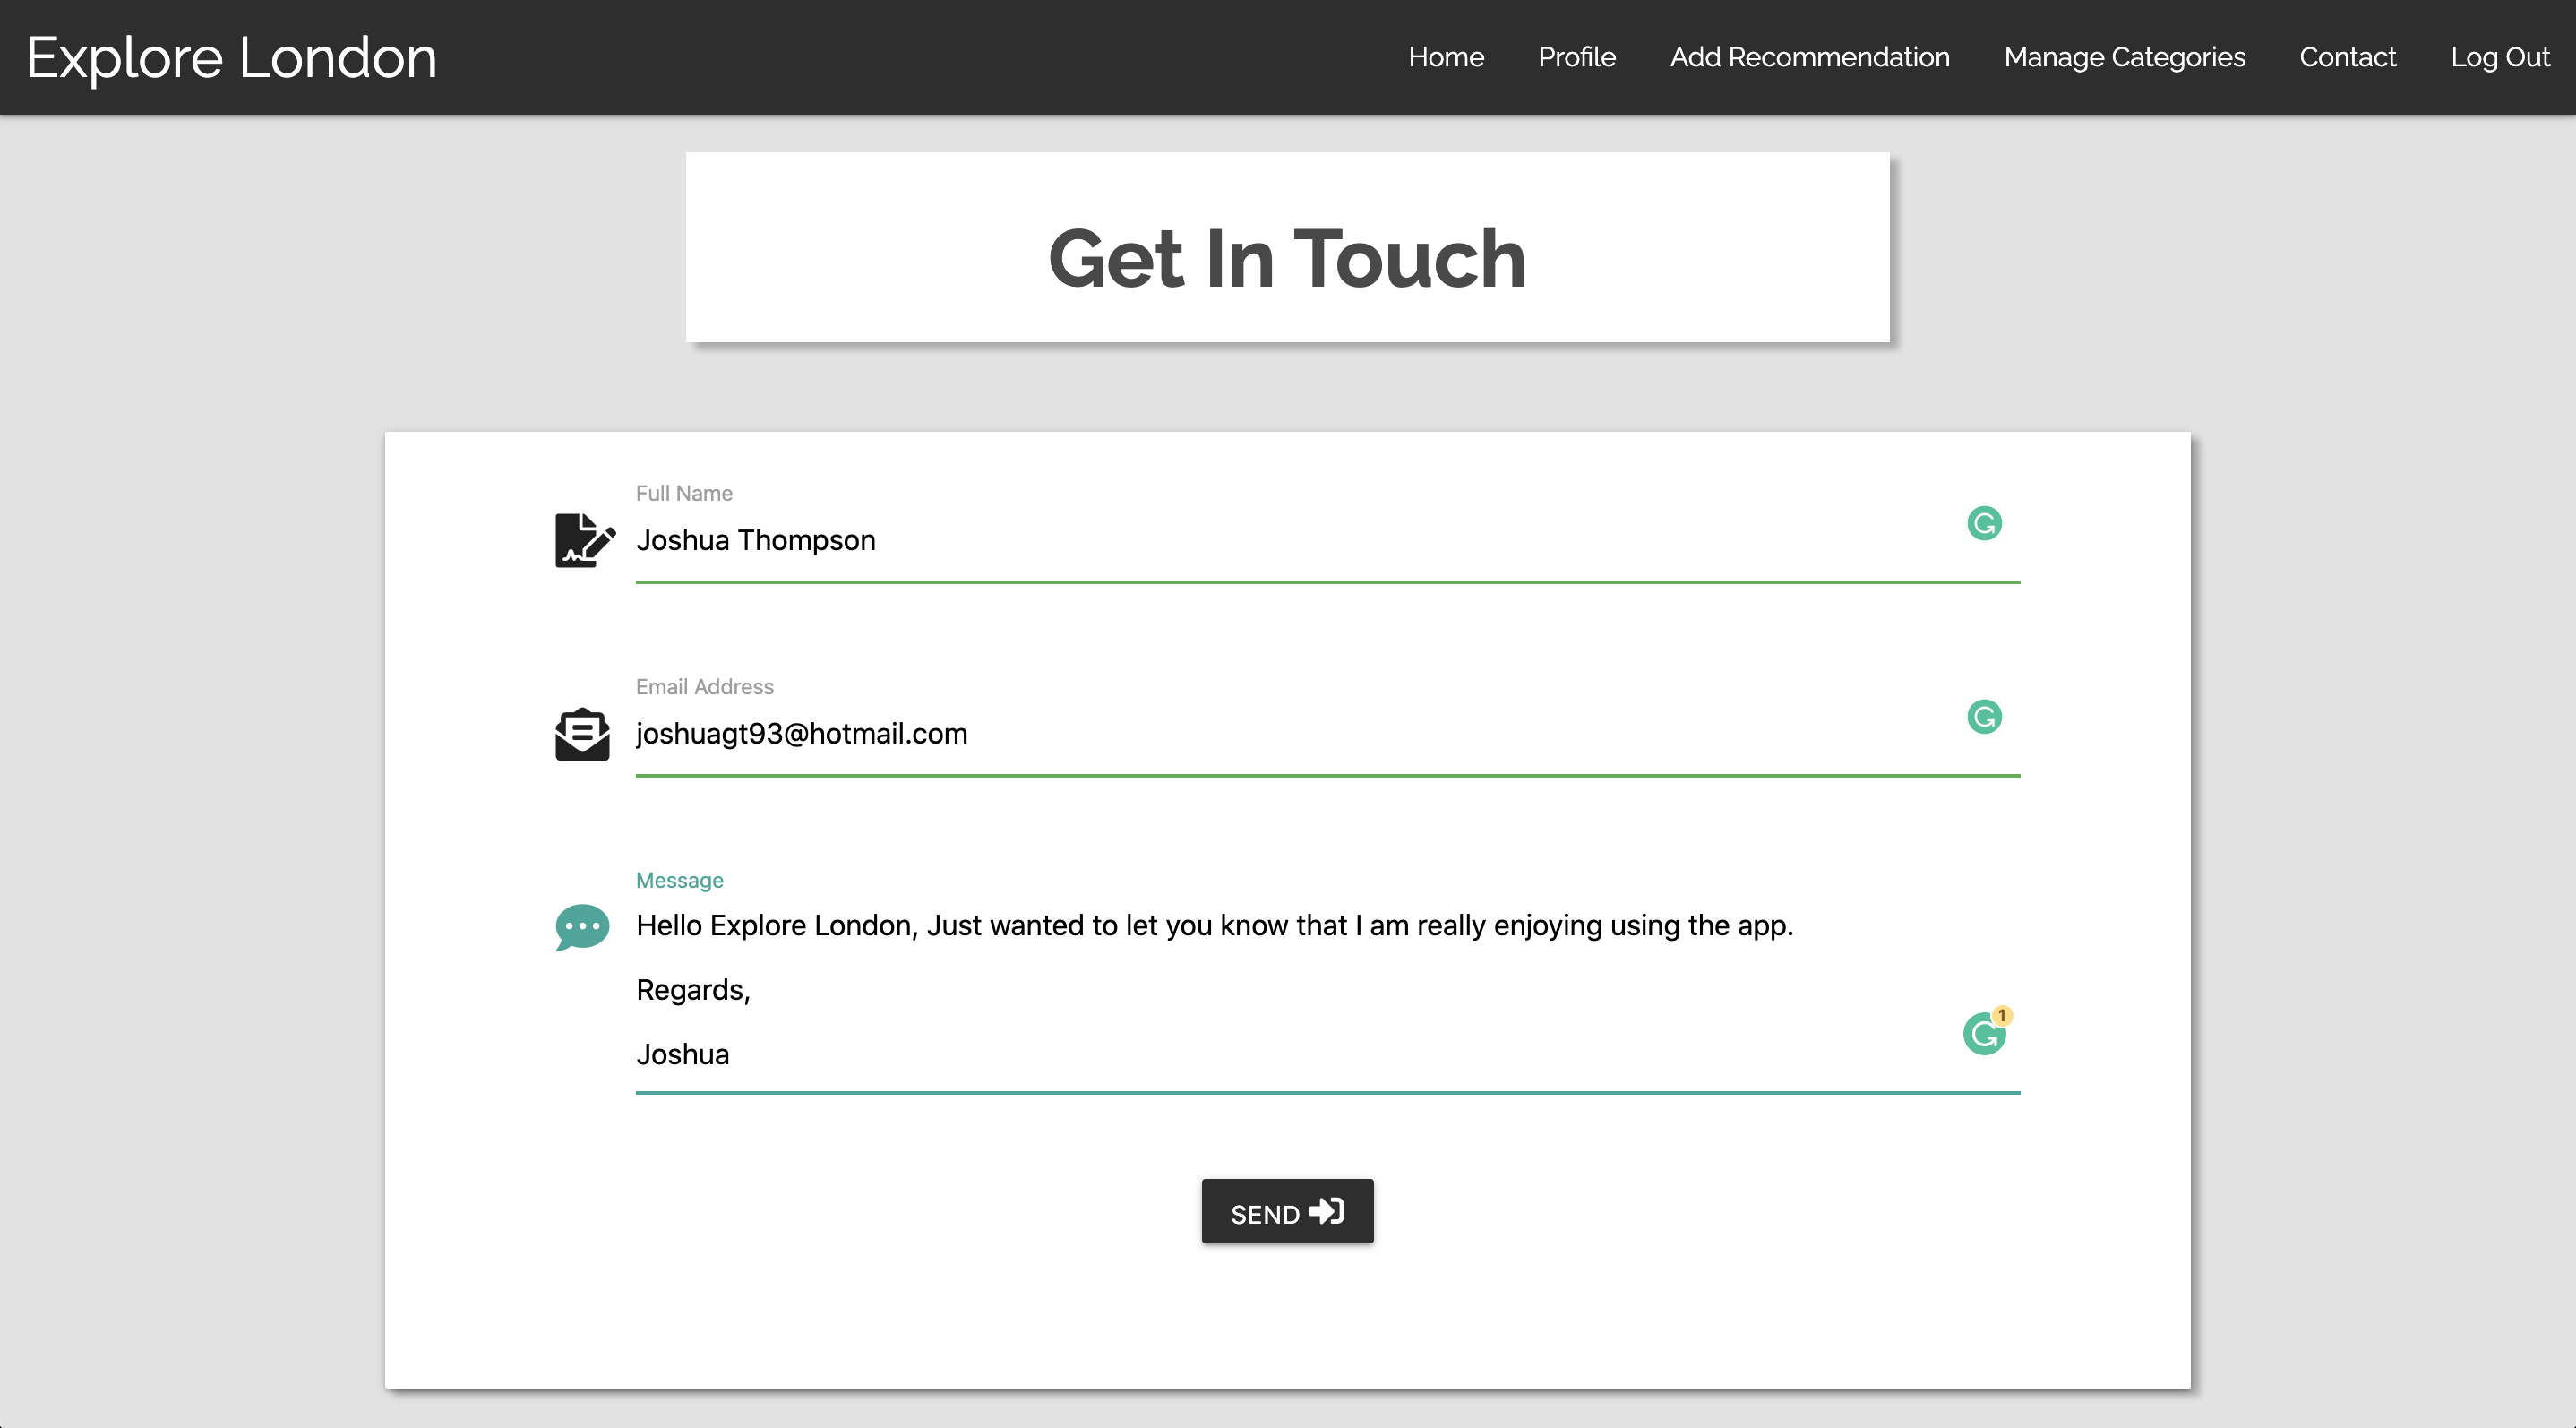 Explore London
Home Profile Add Recommendation Manage Categories Contact Log Out
Get In Touch
Full Name
Joshua Thompson
Email Address
joshuagt93@hotmail.com
Message
Hello Explore London, Just wanted to let you know that I am really enjoying using the app.
Regards,
1
Joshua
SEND